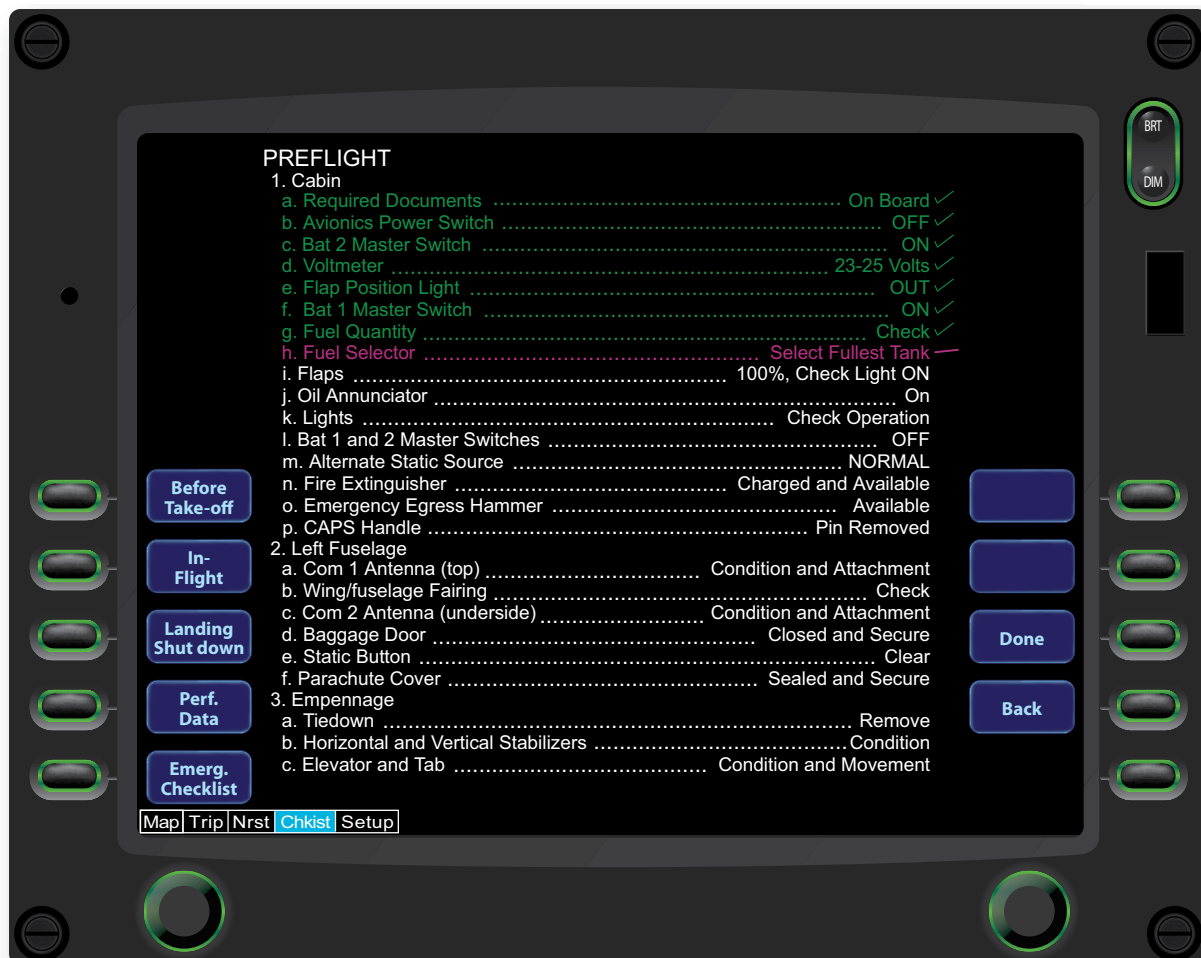 BRT
DIM
PREFLIGHT
1. Cabin
a. Required Documents ........ On Board ✓
b. Avionics Power Switch ........ OFF ✓
c. Bat 2 Master Switch ........ ON ✓
d. Voltmeter ........ 23-25 Volts ✓
e. Flap Position Light ........ OUT ✓
f. Bat 1 Master Switch ........ ON ✓
g. Fuel Quantity ........ Check ✓
h. Fuel Selector ........ Select Fullest Tank —
i. Flaps ........ 100%, Check Light ON
j. Oil Annunciator ........ On
k. Lights ........ Check Operation
l. Bat 1 and 2 Master Switches ........ OFF
m. Alternate Static Source ........ NORMAL
n. Fire Extinguisher ........ Charged and Available
o. Emergency Egress Hammer ........ Available
p. CAPS Handle ........ Pin Removed
2. Left Fuselage
a. Com 1 Antenna (top) ........ Condition and Attachment
b. Wing/fuselage Fairing ........ Check
c. Com 2 Antenna (underside) ........ Condition and Attachment
d. Baggage Door ........ Closed and Secure
e. Static Button ........ Clear
f. Parachute Cover ........ Sealed and Secure
3. Empennage
a. Tiedown ........ Remove
b. Horizontal and Vertical Stabilizers ........ Condition
c. Elevator and Tab ........ Condition and Movement
Before
Take-off
In-
Flight
Landing
Shut down
Perf.
Data
Emerg.
Checklist
Done
Back
Map Trip Nrst Chkist Setup